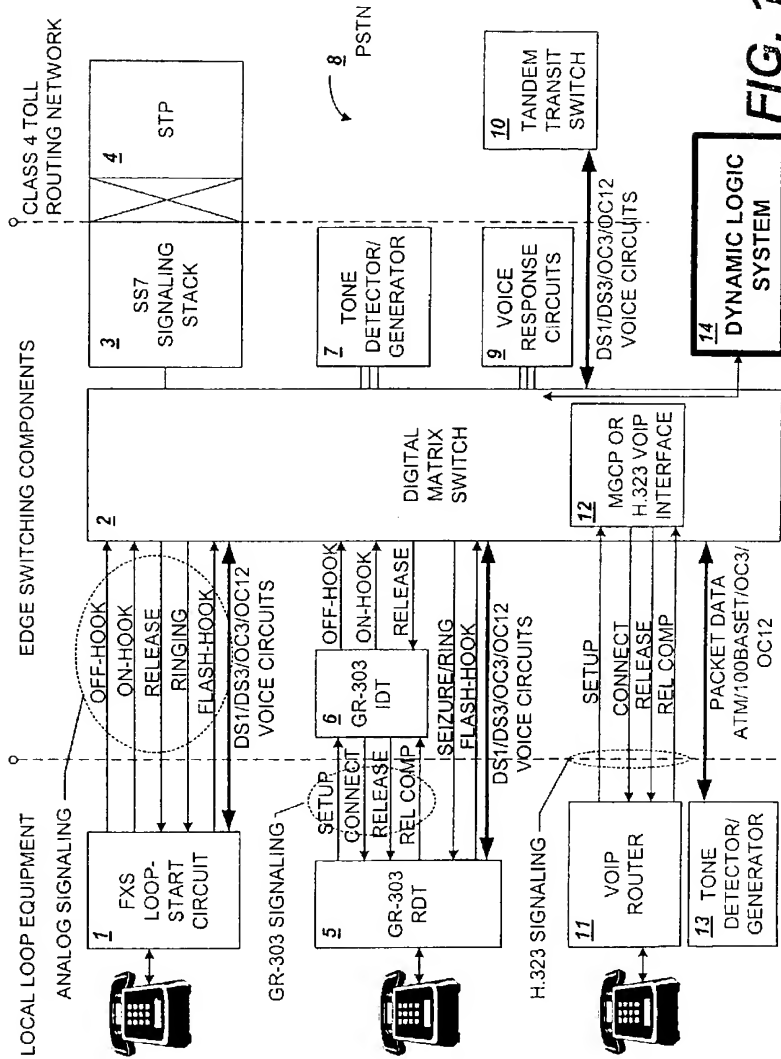 LOCAL LOOP EQUIPMENT
EDGE SWITCHING COMPONENTS
CLASS 4 TOLL
ROUTING NETWORK
ANALOG SIGNALING
1
FXS
LOOP-
START
CIRCUIT
OFF-HOOK
ON-HOOK
RELEASE
RINGING
FLASH-HOOK
DS1/DS3/OC3/OC12
VOICE CIRCUITS
2
DIGITAL
MATRIX
SWITCH
3
SS7
SIGNALING
STACK
4
STP
GR-303 SIGNALING
5
GR-303
RDT
SETUP
CONNECT
RELEASE
REL COMP
6
GR-303
IDT
OFF-HOOK
ON-HOOK
RELEASE
SEIZURE/RING
FLASH-HOOK
DS1/DS3/OC3/OC12
VOICE CIRCUITS
7
TONE
DETECTOR/
GENERATOR
8
PSTN
9
VOICE
RESPONSE
CIRCUITS
10
TANDEM
TRANSIT
SWITCH
DS1/DS3/OC3/OC12
VOICE CIRCUITS
H.323 SIGNALING
11
VOIP
ROUTER
SETUP
CONNECT
RELEASE
REL COMP
12
MGCP OR
H.323 VOIP
INTERFACE
13
TONE
DETECTOR/
GENERATOR
PACKET DATA
ATM/100BASET/OC3/
OC12
14
DYNAMIC LOGIC
SYSTEM
FIG.